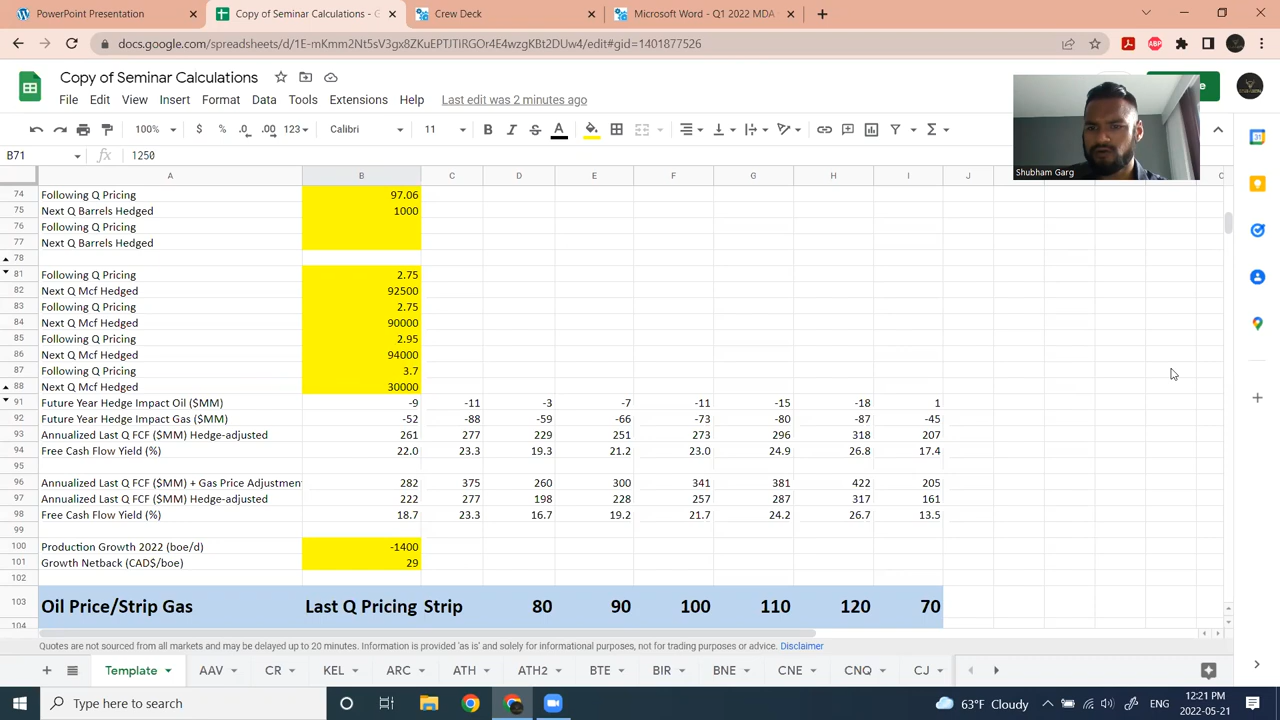 PowerPoint Presentation
Copy of Seminar Calculations - G
Crew Deck
Microsoft Word - Q1 2022 MDA
Copy of Seminar Calculations
File Edit View Insert Format Data Tools Extensions Help Last edit was 2 minutes ago
100% $ % .0 .00 123 Calibri 11 B I S A
B71 fx 1250
Shubham Garg
A B C D E F G H I J K L M N
74 Following Q Pricing 97.06
75 Next Q Barrels Hedged 1000
76 Following Q Pricing
77 Next Q Barrels Hedged
78
81 Following Q Pricing 2.75
82 Next Q Mcf Hedged 92500
83 Following Q Pricing 2.75
84 Next Q Mcf Hedged 90000
85 Following Q Pricing 2.95
86 Next Q Mcf Hedged 94000
87 Following Q Pricing 3.7
88 Next Q Mcf Hedged 30000
91 Future Year Hedge Impact Oil ($MM) -9 -11 -3 -7 -11 -15 -18 1
92 Future Year Hedge Impact Gas ($MM) -52 -88 -59 -66 -73 -80 -87 -45
93 Annualized Last Q FCF ($MM) Hedge-adjusted 261 277 229 251 273 296 318 207
94 Free Cash Flow Yield (%) 22.0 23.3 19.3 21.2 23.0 24.9 26.8 17.4
95
96 Annualized Last Q FCF ($MM) + Gas Price Adjustmen 282 375 260 300 341 381 422 205
97 Annualized Last Q FCF ($MM) Hedge-adjusted 222 277 198 228 257 287 317 161
98 Free Cash Flow Yield (%) 18.7 23.3 16.7 19.2 21.7 24.2 26.7 13.5
99
100 Production Growth 2022 (boe/d) -1400
101 Growth Netback (CAD$/boe) 29
102
103 Oil Price/Strip Gas Last Q Pricing Strip 80 90 100 110 120 70
104
Quotes are not sourced from all markets and may be delayed up to 20 minutes. Information is provided 'as is' and solely for informational purposes, not for trading purposes or advice. Disclaimer
Template AAV CR KEL ARC ATH ATH2 BTE BIR BNE CNE CNQ CJ
Type here to search
63°F Cloudy ENG 12:21 PM 2022-05-21